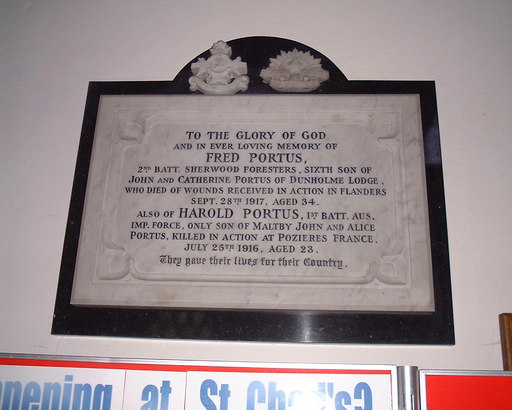 TO THE GLORY OF GOD
AND IN EVER LOVING MEMORY OF
FRED PORTUS,
2ND BATT. SHERWOOD FORESTERS, SIXTH SON OF
JOHN AND CATHERINE PORTUS OF DUNHOLME LODGE,
WHO DIED OF WOUNDS RECEIVED IN ACTION IN FLANDERS
SEPT. 28TH 1917, AGED 34.
ALSO OF HAROLD PORTUS, 1ST BATT. AUS.
IMP. FORCE, ONLY SON OF MALTBY JOHN AND ALICE
PORTUS, KILLED IN ACTION AT POZIERES FRANCE,
JULY 25TH 1916, AGED 23.
They gave their lives for their Country.
ppening at St. Chad's?